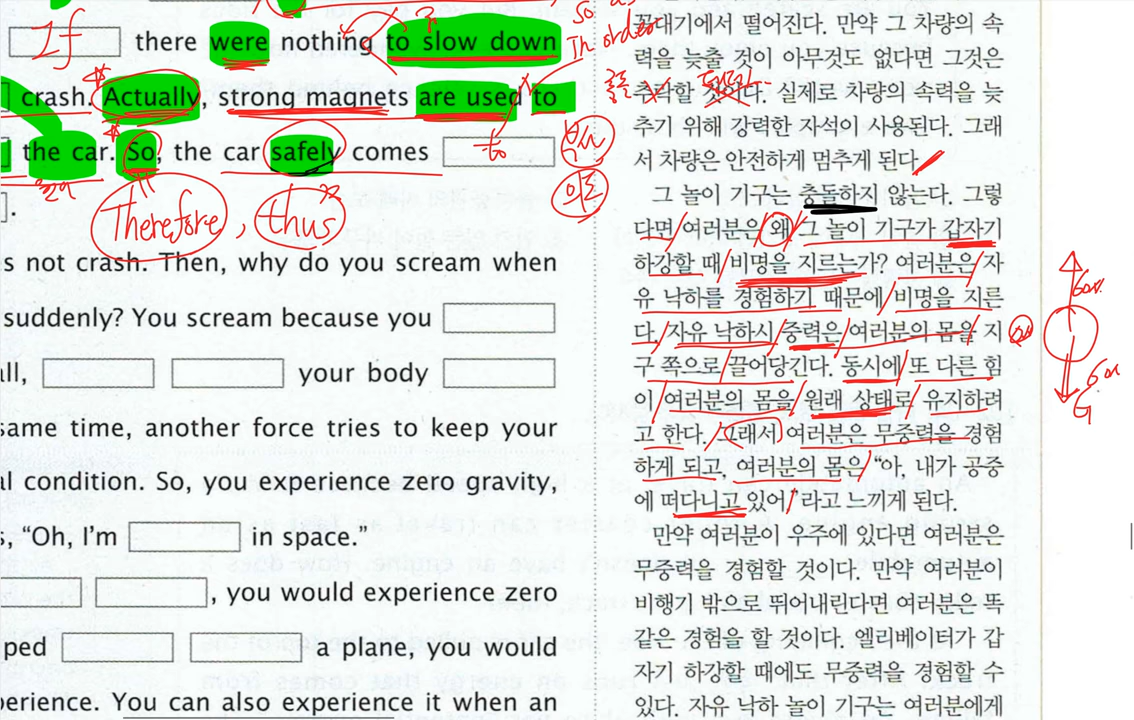 If there were nothing to slow down
crash. Actually, strong magnets are used to
the car. So, the car safely comes
Therefore, thus
s not crash. Then, why do you scream when
suddenly? You scream because you
all, your body
same time, another force tries to keep your
al condition. So, you experience zero gravity,
s, “Oh, I’m in space.”
, you would experience zero
ped a plane, you would
perience. You can also experience it when an
so as
In order
to
부사
의로
꼭대기에서 떨어진다. 만약 그 차량의 속
력을 늦출 것이 아무것도 없다면 그것은
추락할 것이다. 실제로 차량의 속력을 늦
추기 위해 강력한 자석이 사용된다. 그래
서 차량은 안전하게 멈추게 된다.
그 놀이 기구는 충돌하지 않는다. 그렇
다면 여러분은 왜 그 놀이 기구가 갑자기
하강할 때 비명을 지르는가? 여러분은 자
유 낙하를 경험하기 때문에 비명을 지른
다. 자유 낙하시 중력은 여러분의 몸을 지
구 쪽으로 끌어당긴다. 동시에 또 다른 힘
이 여러분의 몸을 원래 상태로 유지하려
고 한다. 그래서 여러분은 무중력을 경험
하게 되고, 여러분의 몸은 “아, 내가 공중
에 떠다니고 있어.”라고 느끼게 된다.
만약 여러분이 우주에 있다면 여러분은
무중력을 경험할 것이다. 만약 여러분이
비행기 밖으로 뛰어내린다면 여러분은 똑
같은 경험을 할 것이다. 엘리베이터가 갑
자기 하강할 때에도 무중력을 경험할 수
있다. 자유 낙하 놀이 기구는 여러분에게
G